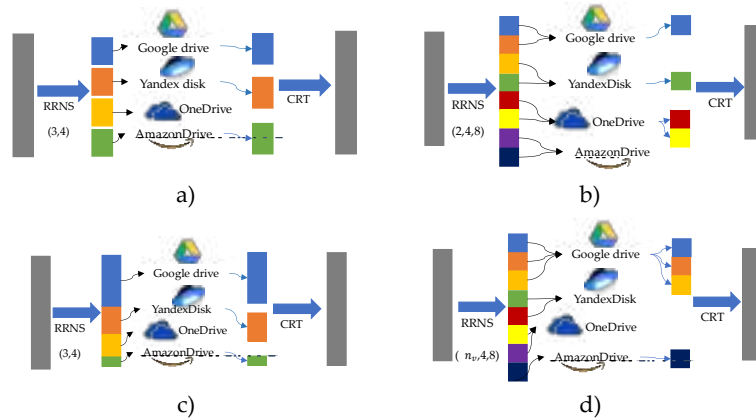 Google drive
Yandex disk
RRNS
OneDrive
CRT
(3,4)
AmazonDrive
a)
Google drive
YandexDisk
RRNS
CRT
(2,4,8)
OneDrive
AmazonDrive
b)
Google drive
YandexDisk
RRNS
OneDrive
CRT
(3,4)
AmazonDrive
c)
Google drive
YandexDisk
RRNS
CRT
OneDrive
( n_v,4,8)
AmazonDrive
d)